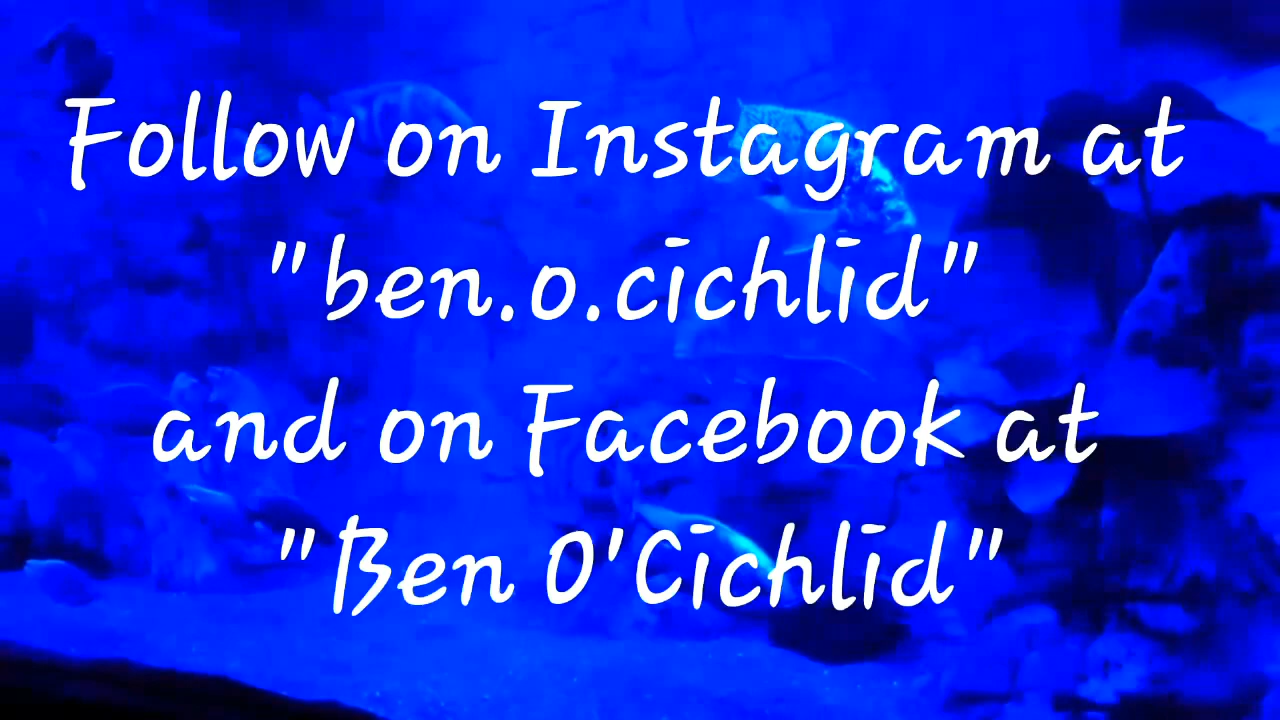 Follow on Instagram at
"ben.o.cichlid"
and on Facebook at
"Ben O'Cichlid"